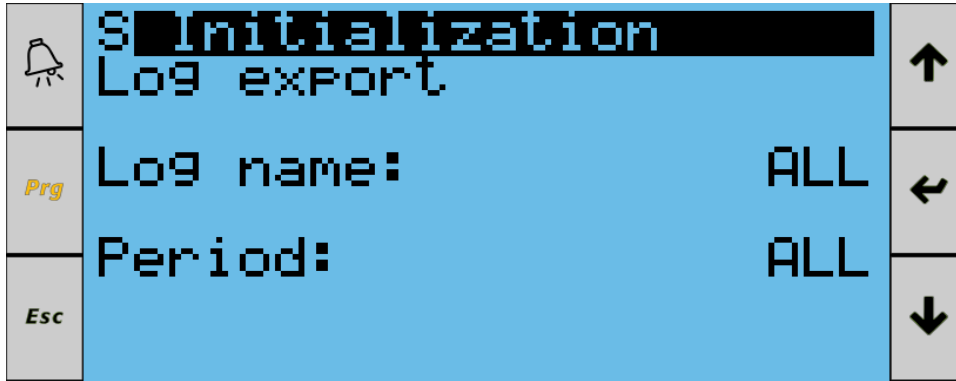 S Initialization
Log export
Log name: ALL
Period: ALL
Prg
Esc